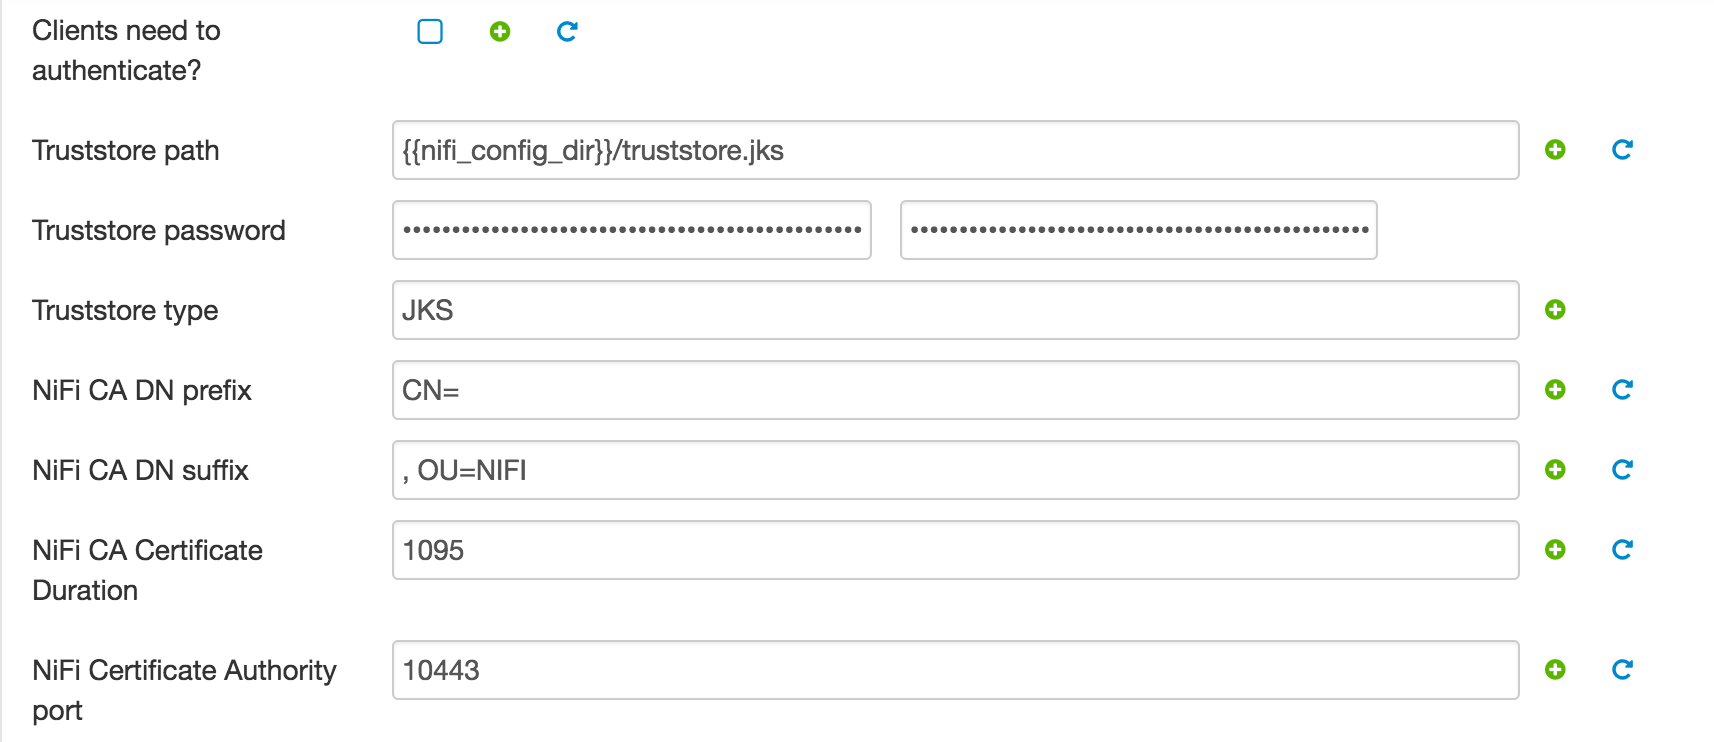 Clients need to
authenticate?
Truststore path
{{nifi_config_dir}}/truststore.jks
Truststore password
Truststore type
JKS
NiFi CA DN prefix
CN=
NiFi CA DN suffix
, OU=NIFI
NiFi CA Certificate
Duration
1095
NiFi Certificate Authority
port
10443